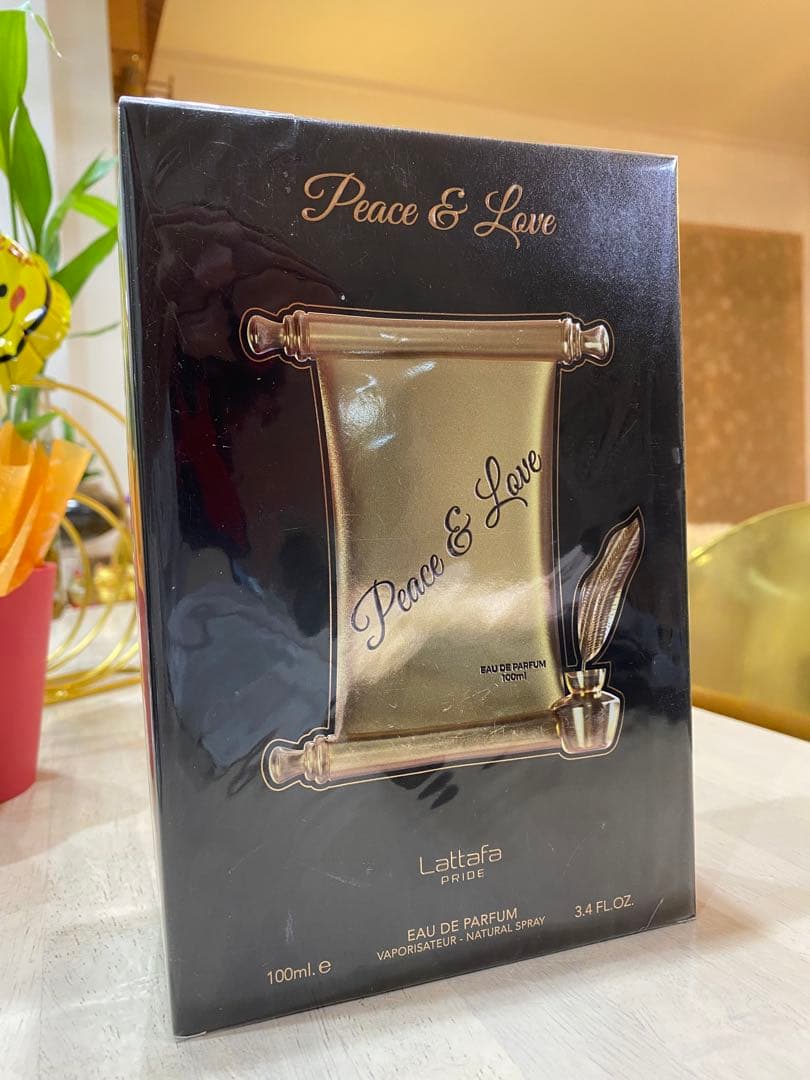 Peace & Love
Peace & Love
EAU DE PARFUM
100ml
Lattafa
PRIDE
EAU DE PARFUM
VAPORISATEUR - NATURAL SPRAY
100ml. e
3.4 FL.OZ.